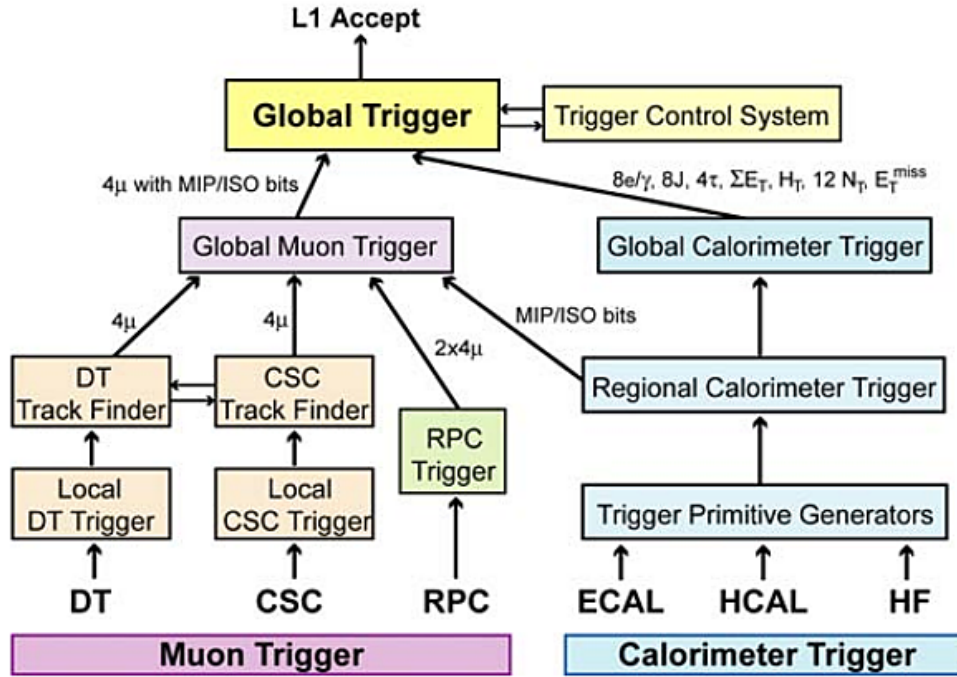 L1 Accept
Global Trigger
Trigger Control System
4μ with MIP/ISO bits
8e/γ, 8J, 4τ, ΣE_T, H_T, 12 N_T, E_T^miss
Global Muon Trigger
Global Calorimeter Trigger
4μ
4μ
2x4μ
MIP/ISO bits
DT
Track Finder
CSC
Track Finder
Regional Calorimeter Trigger
RPC
Trigger
Local
DT Trigger
Local
CSC Trigger
Trigger Primitive Generators
DT
CSC
RPC
ECAL
HCAL
HF
Muon Trigger
Calorimeter Trigger